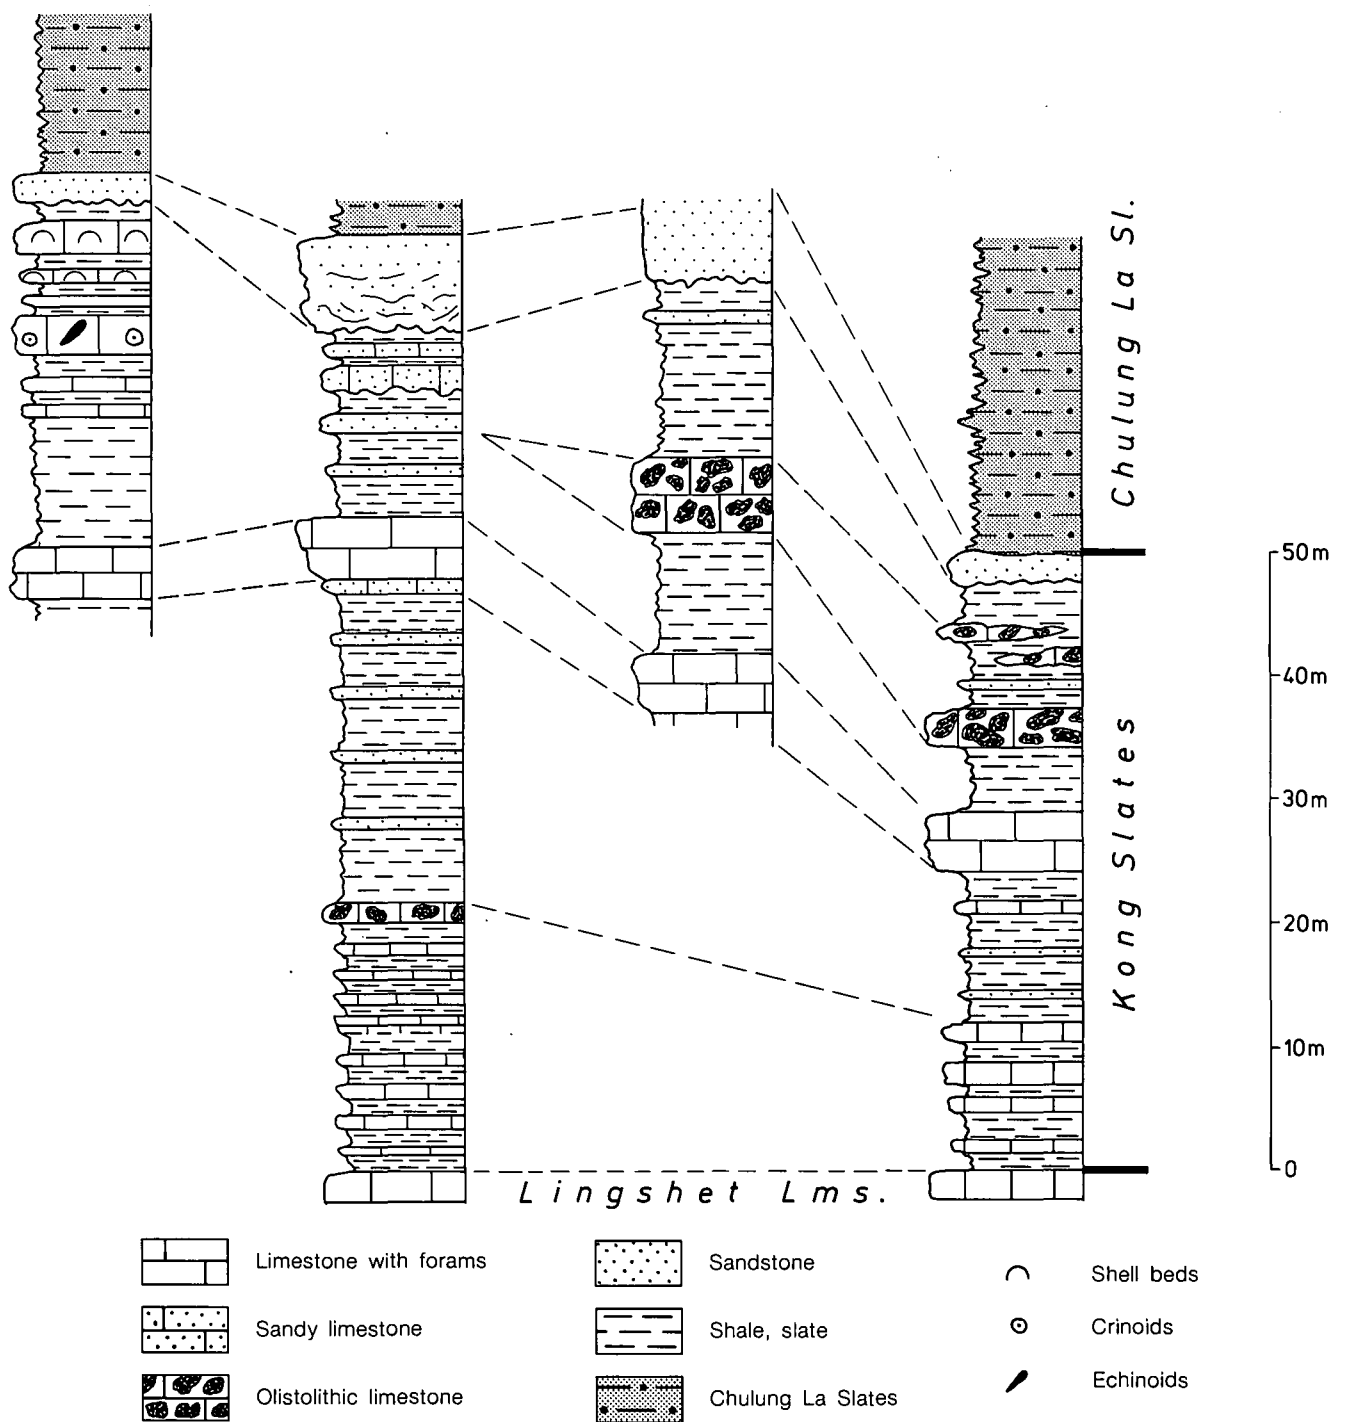 Chulung La Sl.
Kong Slates
50m
40m
30m
20m
10m
0
Lingshet Lms.
Limestone with forams
Sandy limestone
Olistolithic limestone
Sandstone
Shale, slate
Chulung La Slates
Shell beds
Crinoids
Echinoids